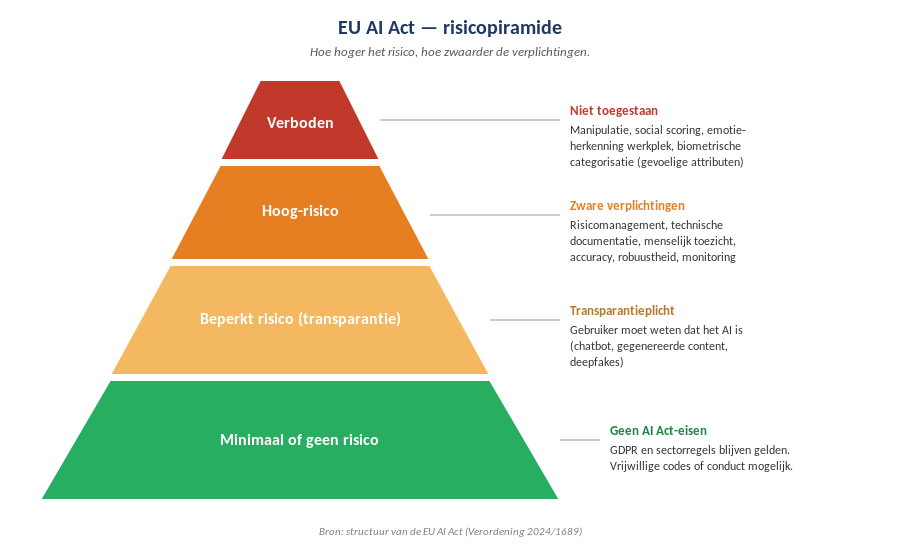 EU AI Act — risicopiramide
Hoe hoger het risico, hoe zwaarder de verplichtingen.
Verboden
Niet toegestaan
Manipulatie, social scoring, emotie-
herkenning werkplek, biometrische
categorisatie (gevoelige attributen)
Hoog-risico
Zware verplichtingen
Risicomanagement, technische
documentatie, menselijk toezicht,
accuracy, robuustheid, monitoring
Beperkt risico (transparantie)
Transparantieplicht
Gebruiker moet weten dat het AI is
(chatbot, gegenereerde content,
deepfakes)
Minimaal of geen risico
Geen AI Act-eisen
GDPR en sectorregels blijven gelden.
Vrijwillige codes of conduct mogelijk.
Bron: structuur van de EU AI Act (Verordening 2024/1689)